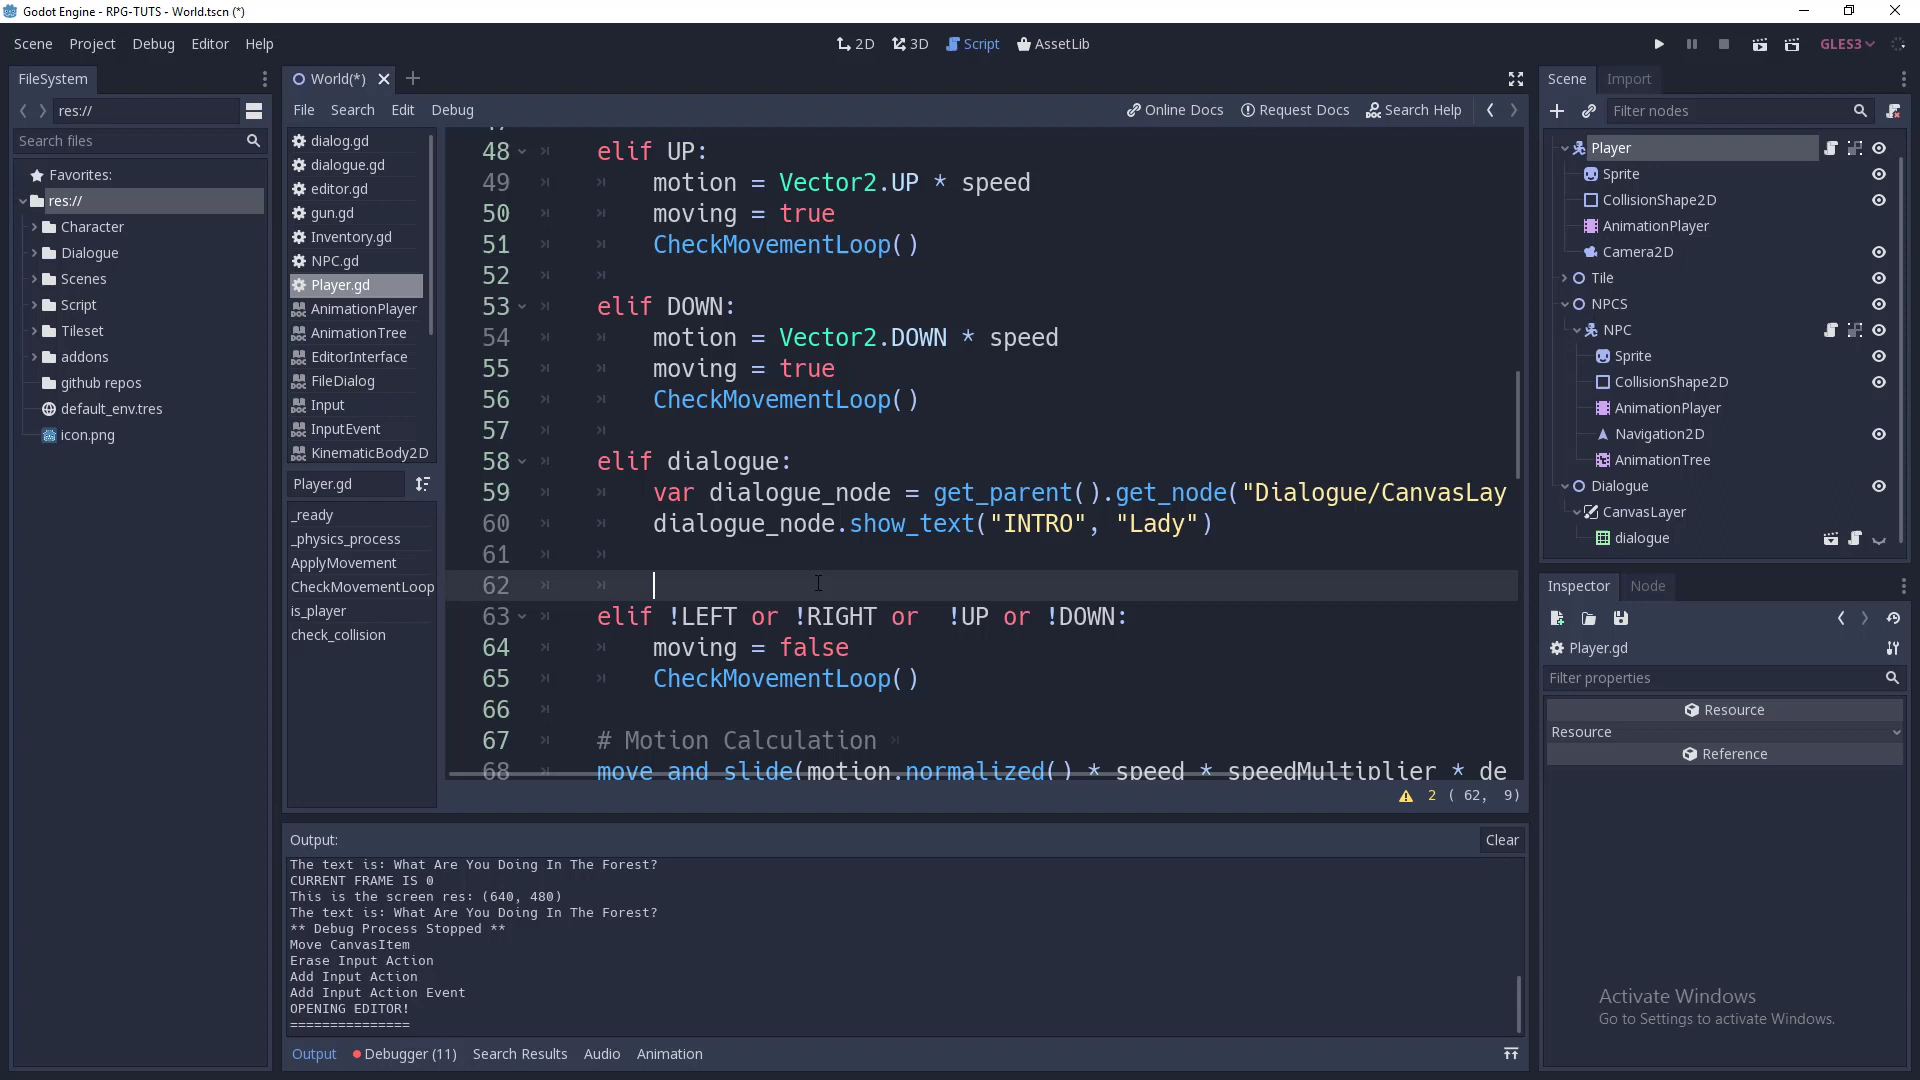 Godot Engine - RPG-TUTS - World.tscn (*)
Scene Project Debug Editor Help
2D 3D Script AssetLib
GLES3
FileSystem
res://
Search files
Favorites:
res://
Character
Dialogue
Scenes
Script
Tileset
addons
github repos
default_env.tres
icon.png
World(*)
File Search Edit Debug
Online Docs Request Docs Search Help
dialog.gd
dialogue.gd
editor.gd
gun.gd
Inventory.gd
NPC.gd
Player.gd
AnimationPlayer
AnimationTree
EditorInterface
FileDialog
Input
InputEvent
KinematicBody2D
Player.gd
_ready
_physics_process
ApplyMovement
CheckMovementLoop
is_player
check_collision
48 elif UP:
49 motion = Vector2.UP * speed
50 moving = true
51 CheckMovementLoop()
52
53 elif DOWN:
54 motion = Vector2.DOWN * speed
55 moving = true
56 CheckMovementLoop()
57
58 elif dialogue:
59 var dialogue_node = get_parent().get_node("Dialogue/CanvasLay
60 dialogue_node.show_text("INTRO", "Lady")
61
62
63 elif !LEFT or !RIGHT or  !UP or !DOWN:
64 moving = false
65 CheckMovementLoop()
66
67 # Motion Calculation
68 move_and_slide(motion.normalized() * speed * speedMultiplier * de
2 ( 62, 9)
Output:
Clear
The text is: What Are You Doing In The Forest?
CURRENT FRAME IS 0
This is the screen res: (640, 480)
The text is: What Are You Doing In The Forest?
** Debug Process Stopped **
Move CanvasItem
Erase Input Action
Add Input Action
Add Input Action Event
OPENING EDITOR!
===============
Output Debugger (11) Search Results Audio Animation
Scene Import
Filter nodes
Player
Sprite
CollisionShape2D
AnimationPlayer
Camera2D
Tile
NPCS
NPC
Sprite
CollisionShape2D
AnimationPlayer
Navigation2D
AnimationTree
Dialogue
CanvasLayer
dialogue
Inspector Node
Player.gd
Filter properties
Resource
Resource
Reference
Activate Windows
Go to Settings to activate Windows.